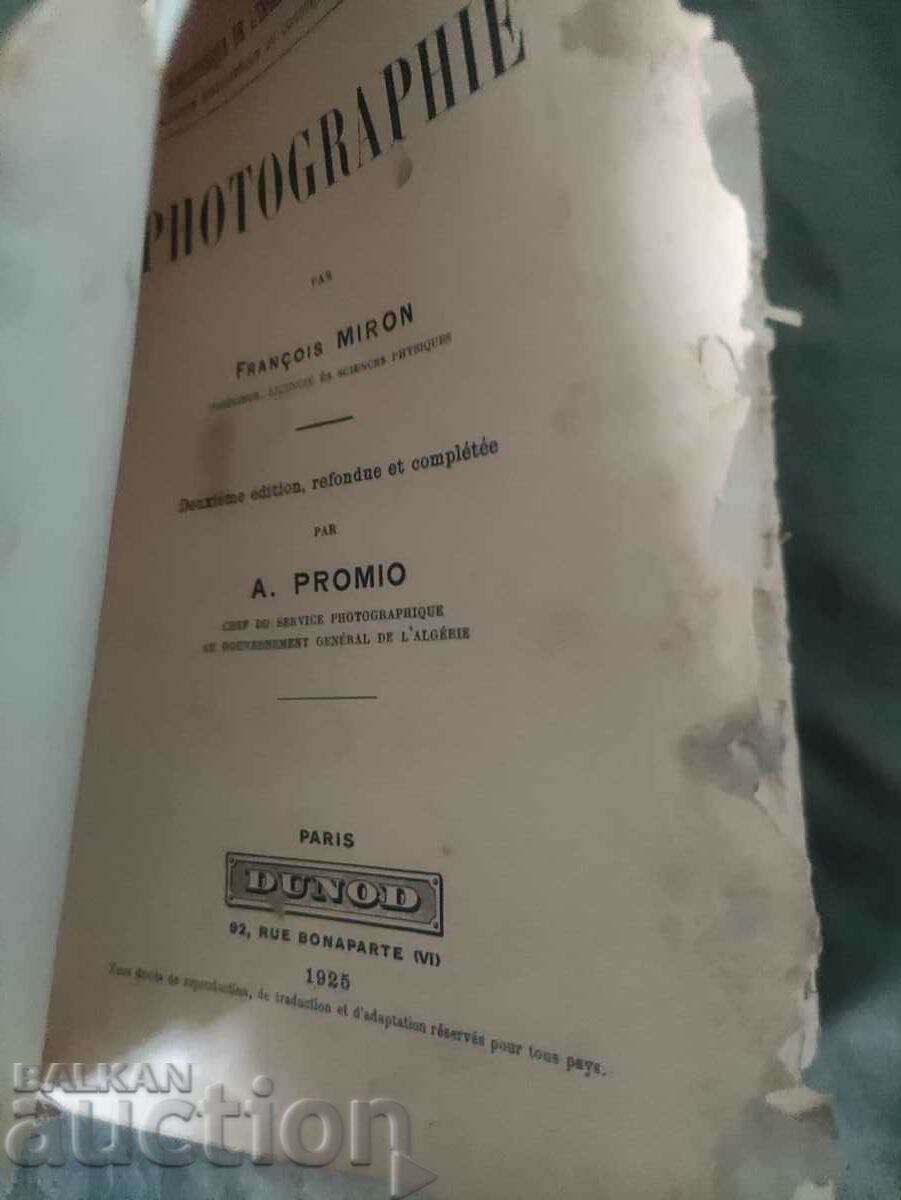 PHOTOGRAPHIE
PAR
FRANÇOIS MIRON
LICENCIÉ ÈS SCIENCES PHYSIQUES
Deuxième édition, refondue et complétée
PAR
A. PROMIO
CHEF DU SERVICE PHOTOGRAPHIQUE
AU GOUVERNEMENT GÉNÉRAL DE L'ALGÉRIE
PARIS
DUNOD
92, RUE BONAPARTE (VI)
1925
Tous droits de reproduction, de traduction et d'adaptation réservés pour tous pays.
BALKAN
auction